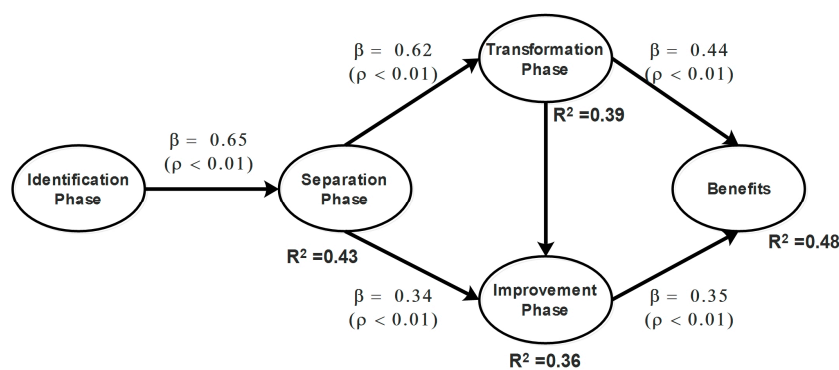 β = 0.65
(ρ < 0.01)
Identification
Phase
Separation
Phase
R² =0.43
β = 0.62
(ρ < 0.01)
Transformation
Phase
R² =0.39
β = 0.44
(ρ < 0.01)
β = 0.34
(ρ < 0.01)
Improvement
Phase
R² =0.36
β = 0.35
(ρ < 0.01)
Benefits
R² =0.48